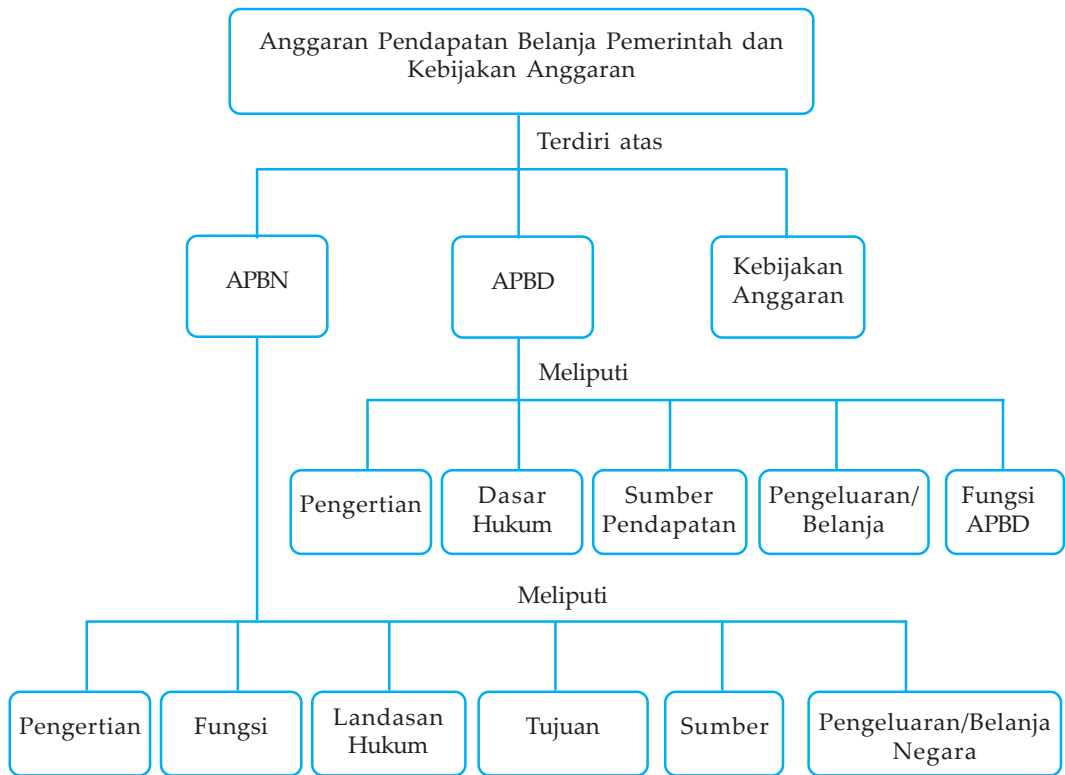 Anggaran Pendapatan Belanja Pemerintah dan
Kebijakan Anggaran
Terdiri atas
APBN
APBD
Kebijakan
Anggaran
Meliputi
Pengertian
Dasar
Hukum
Sumber
Pendapatan
Pengeluaran/
Belanja
Fungsi
APBD
Meliputi
Pengertian
Fungsi
Landasan
Hukum
Tujuan
Sumber
Pengeluaran/Belanja
Negara